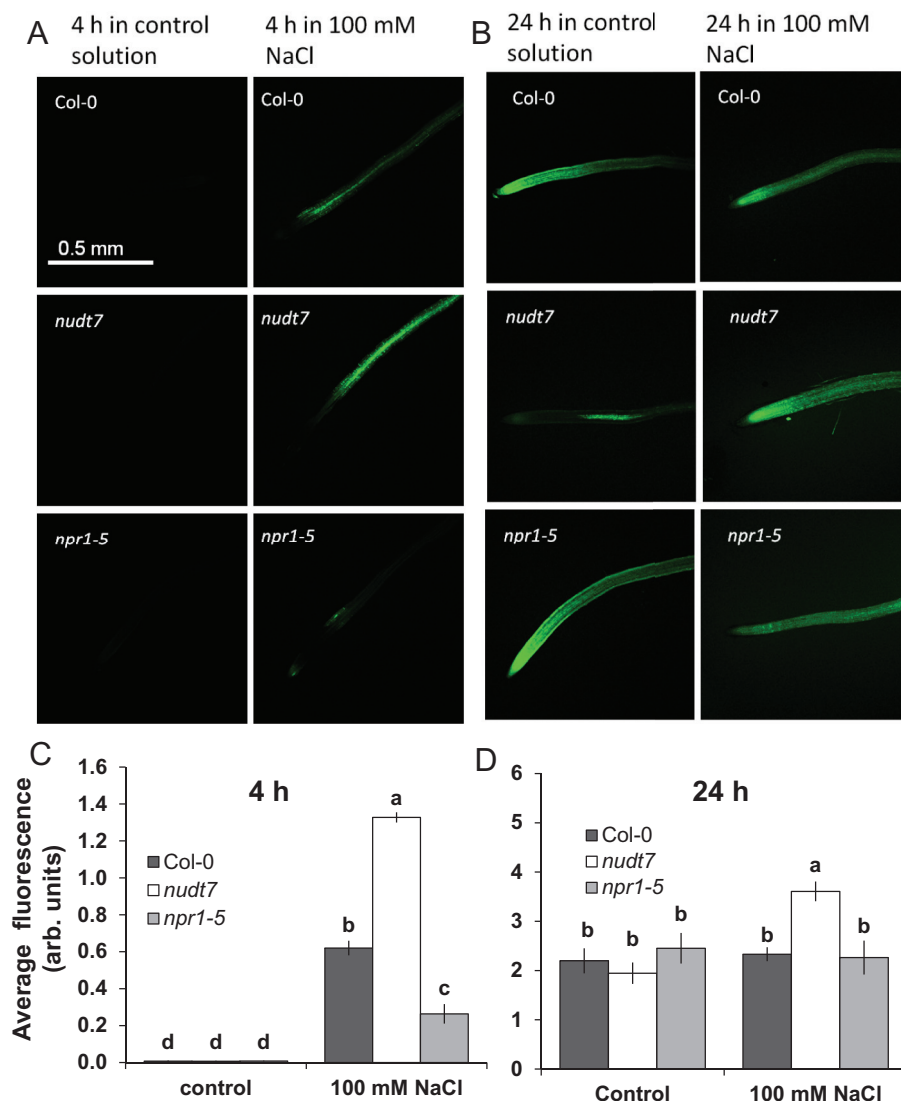 A
4 h in control
solution
4 h in 100 mM
NaCl
Col-0
Col-0
0.5 mm
nudt7
nudt7
npr1-5
npr1-5
B
24 h in control
solution
24 h in 100 mM
NaCl
Col-0
Col-0
nudt7
nudt7
npr1-5
npr1-5
C
Average fluorescence
(arb. units)
4 h
1.6
1.4
1.2
1.0
0.8
0.6
0.4
0.2
0.0
Col-0
nudt7
npr1-5
d d d
b a c
control
100 mM NaCl
D
24 h
6
5
4
3
2
1
0
Col-0
nudt7
npr1-5
b b b
b a b
Control
100 mM NaCl